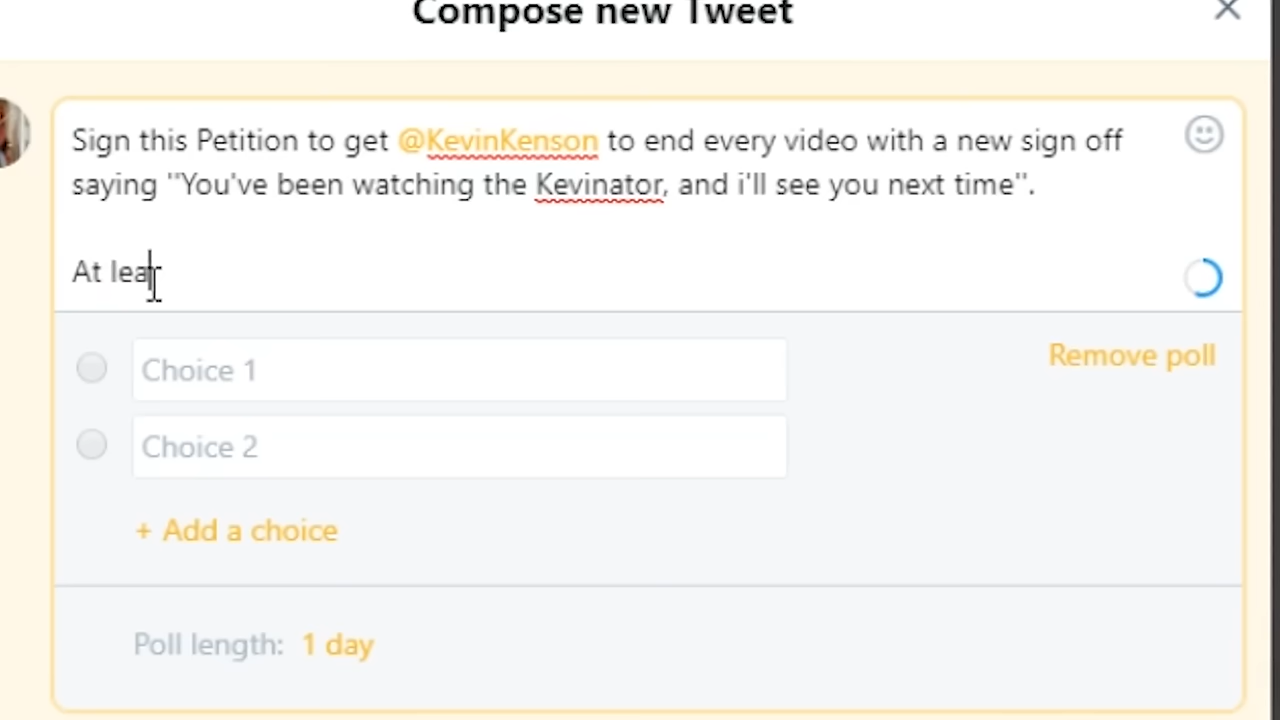 Compose new Tweet
Sign this Petition to get @KevinKenson to end every video with a new sign off
saying "You've been watching the Kevinator, and i'll see you next time".
At lea
Choice 1
Remove poll
Choice 2
+ Add a choice
Poll length: 1 day